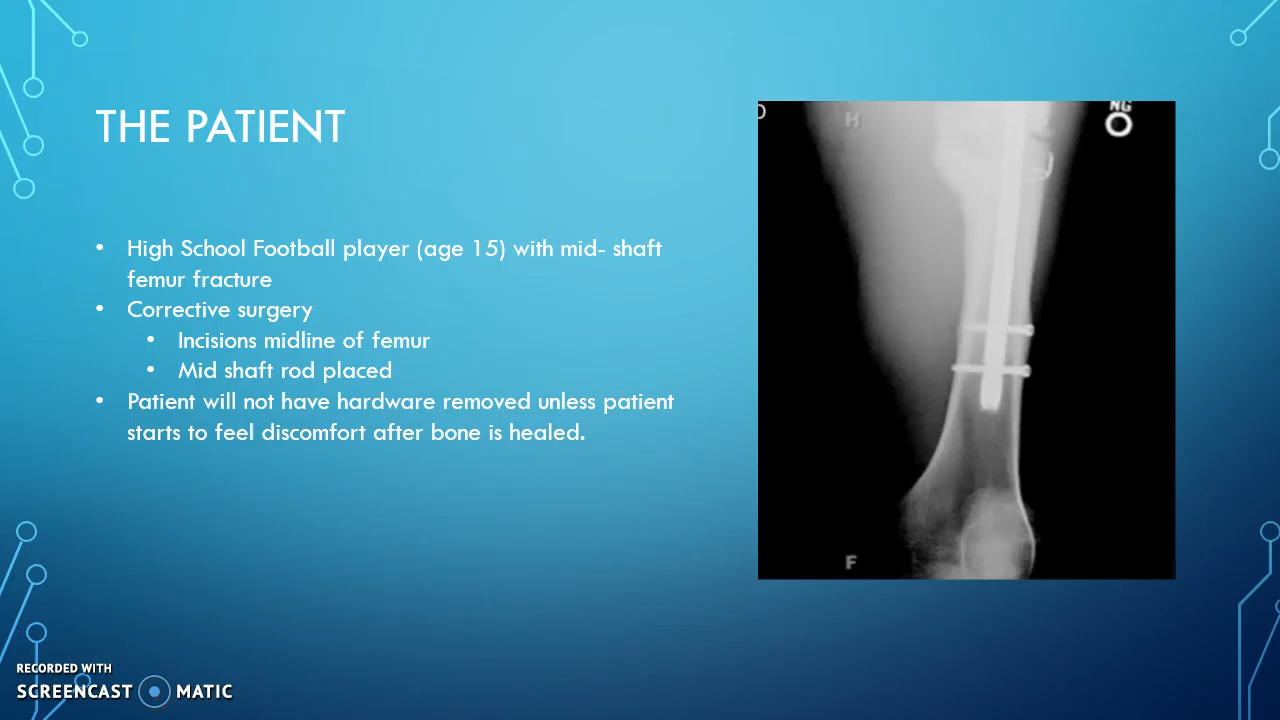 THE PATIENT
• High School Football player (age 15) with mid- shaft
femur fracture
• Corrective surgery
• Incisions midline of femur
• Mid shaft rod placed
• Patient will not have hardware removed unless patient
starts to feel discomfort after bone is healed.
H
F
RECORDED WITH
SCREENCAST MATIC